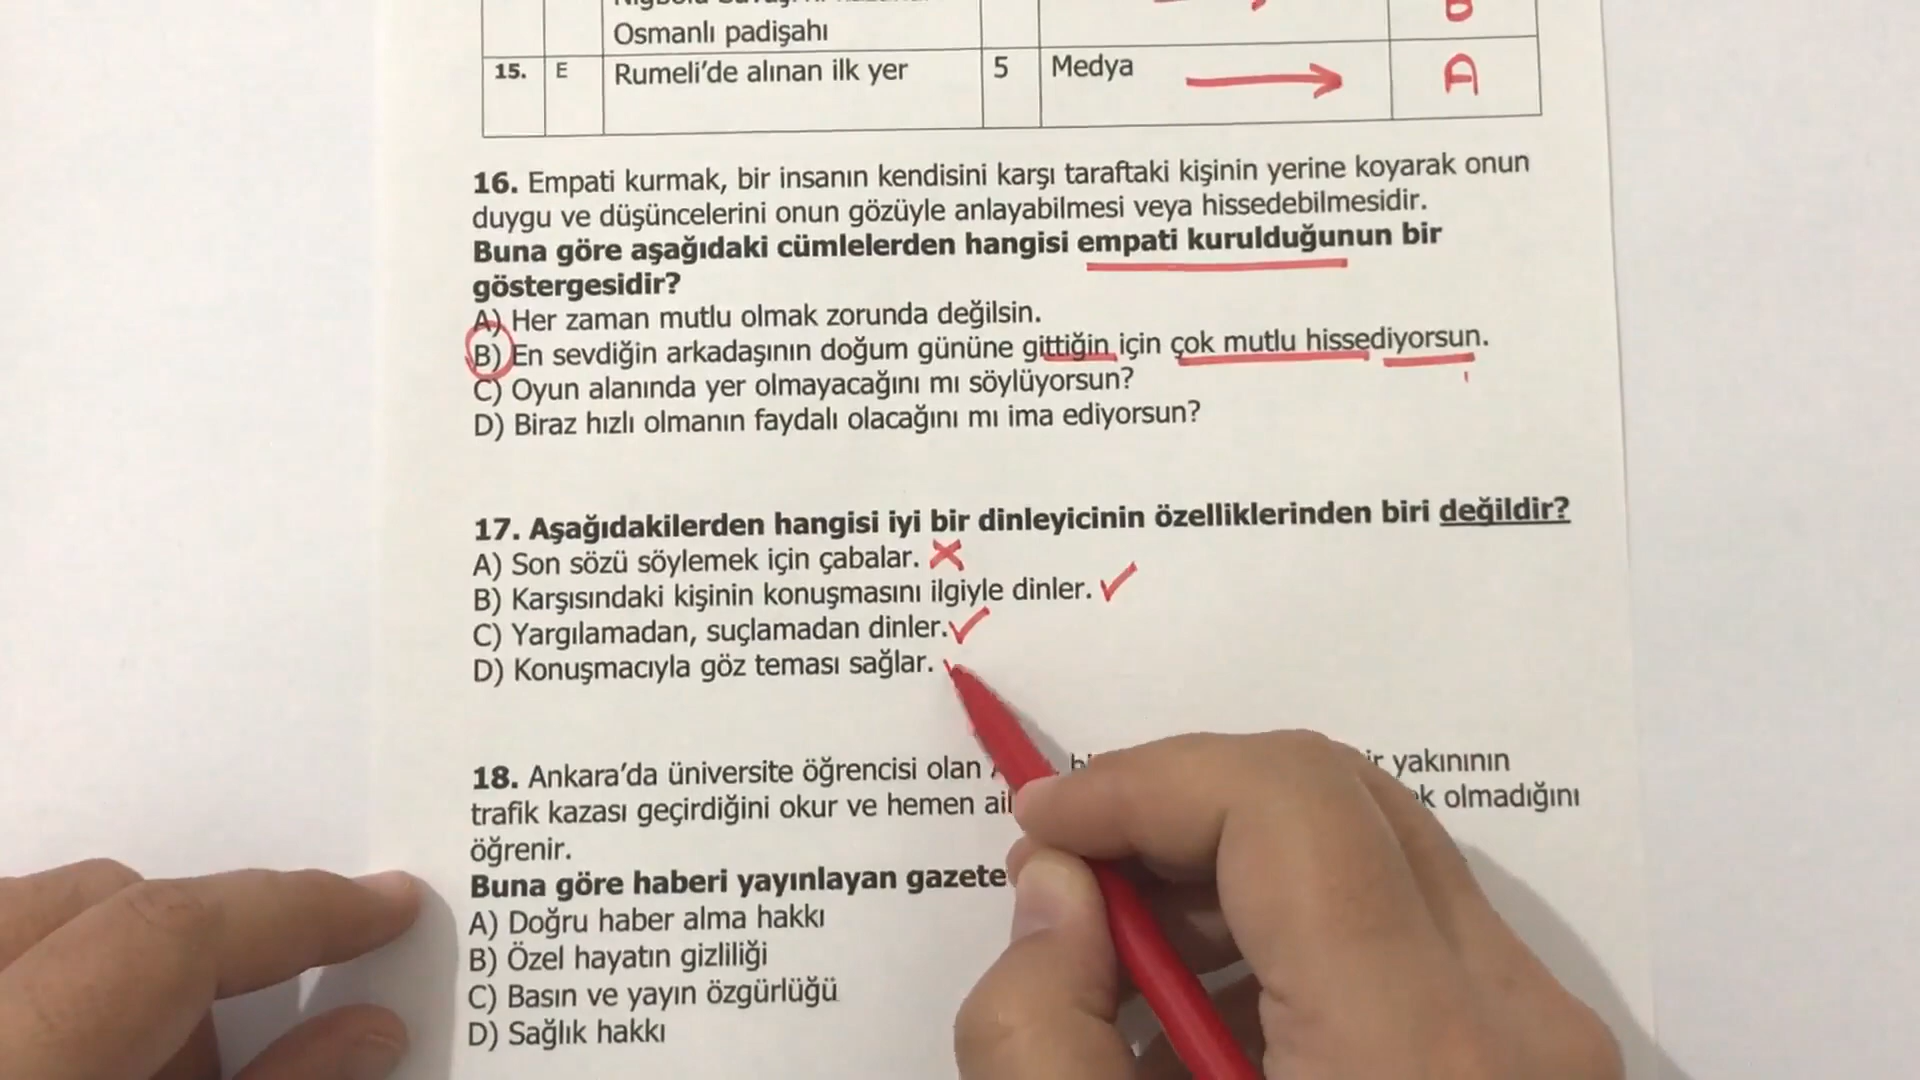 Osmanlı padişahı
B
15. E Rumeli’de alınan ilk yer 5 Medya A
16. Empati kurmak, bir insanın kendisini karşı taraftaki kişinin yerine koyarak onun
duygu ve düşüncelerini onun gözüyle anlayabilmesi veya hissedebilmesidir.
Buna göre aşağıdaki cümlelerden hangisi empati kurulduğunun bir
göstergesidir?
A) Her zaman mutlu olmak zorunda değilsin.
B) En sevdiğin arkadaşının doğum gününe gittiğin için çok mutlu hissediyorsun.
C) Oyun alanında yer olmayacağını mı söylüyorsun?
D) Biraz hızlı olmanın faydalı olacağını mı ima ediyorsun?
17. Aşağıdakilerden hangisi iyi bir dinleyicinin özelliklerinden biri değildir?
A) Son sözü söylemek için çabalar.
B) Karşısındaki kişinin konuşmasını ilgiyle dinler.
C) Yargılamadan, suçlamadan dinler.
D) Konuşmacıyla göz teması sağlar.
18. Ankara’da üniversite öğrencisi olan yakınının
trafik kazası geçirdiğini okur ve hemen olmadığını
öğrenir.
Buna göre haberi yayınlayan gazete
A) Doğru haber alma hakkı
B) Özel hayatın gizliliği
C) Basın ve yayın özgürlüğü
D) Sağlık hakkı